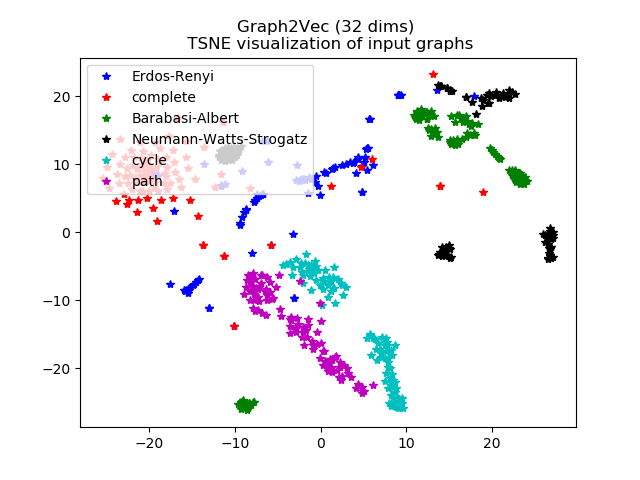 Graph2Vec (32 dims)
TSNE visualization of input graphs
Erdos-Renyi
complete
Barabasi-Albert
Neumann-Watts-Strogatz
cycle
path
20
10
0
−10
−20
−20
−10
0
10
20